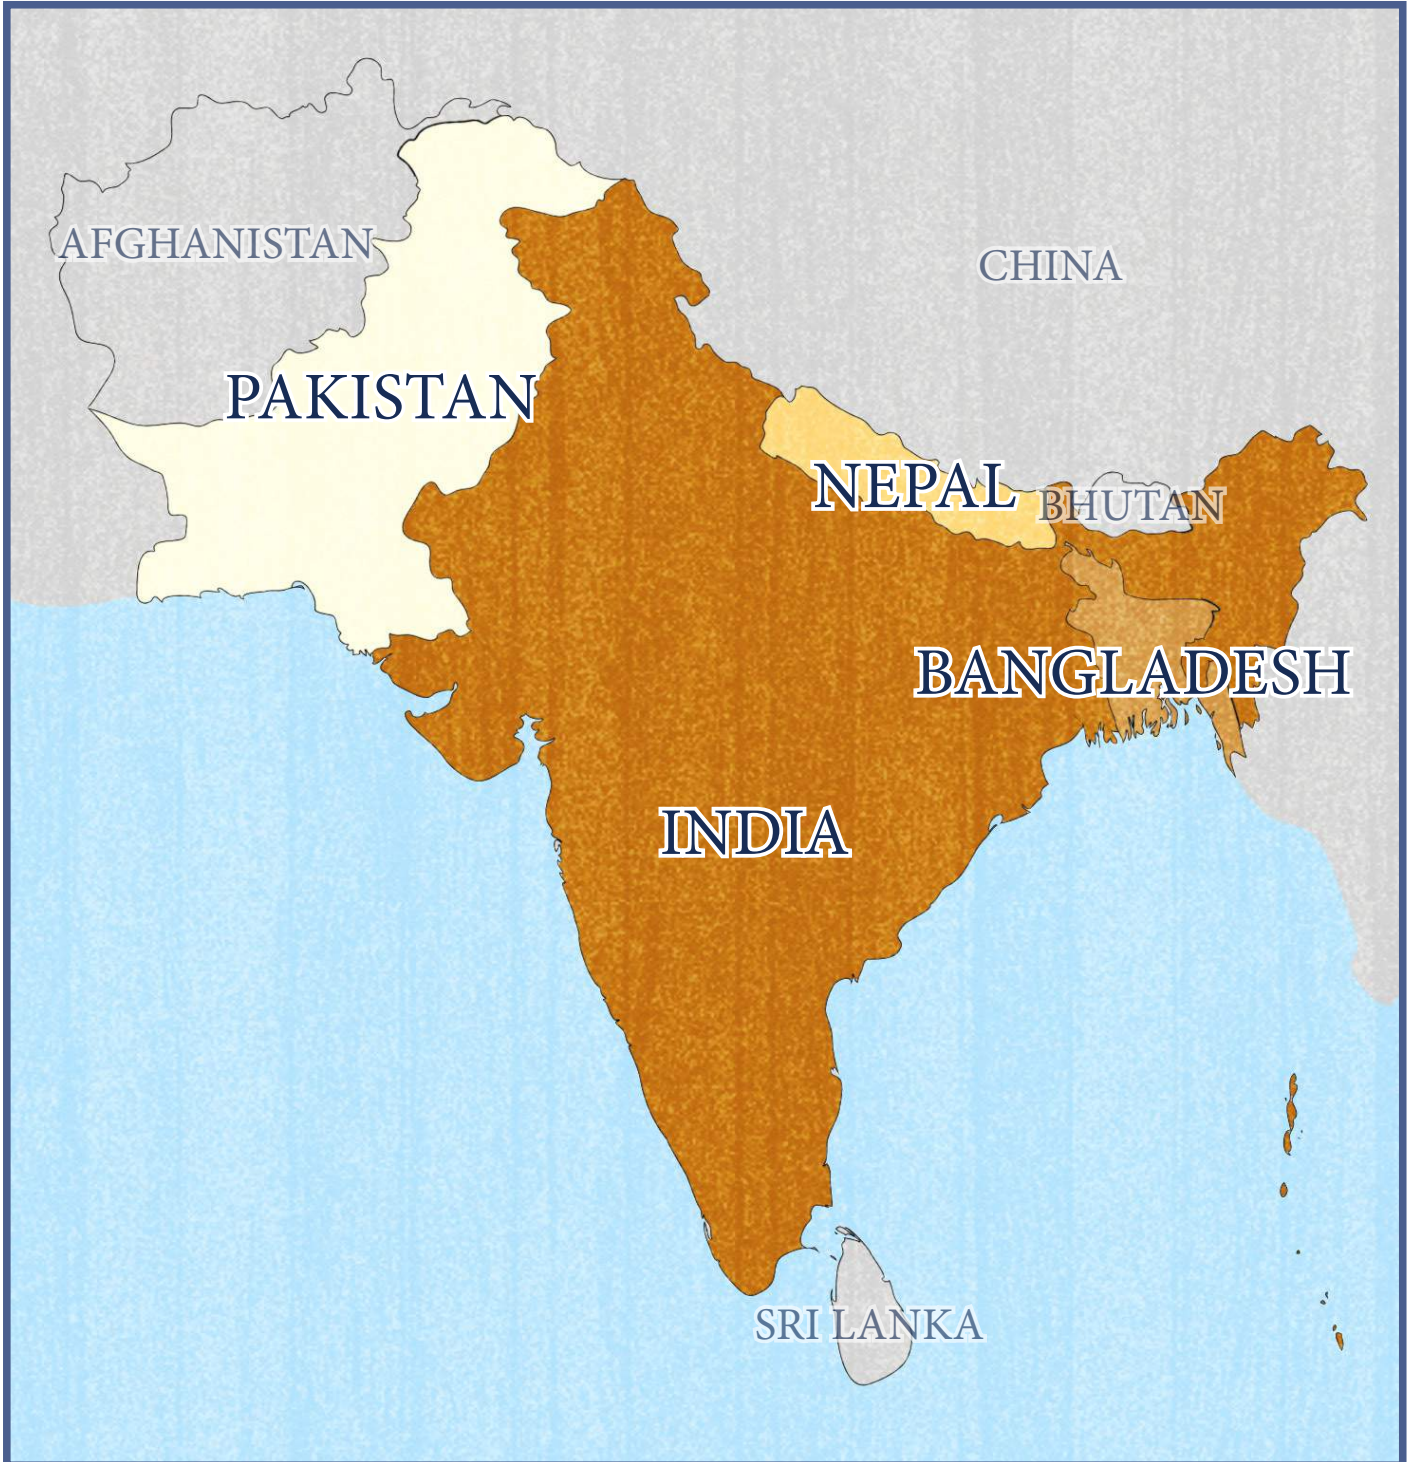 AFGHANISTAN
CHINA
PAKISTAN
NEPAL
BHUTAN
BANGLADESH
INDIA
SRI LANKA